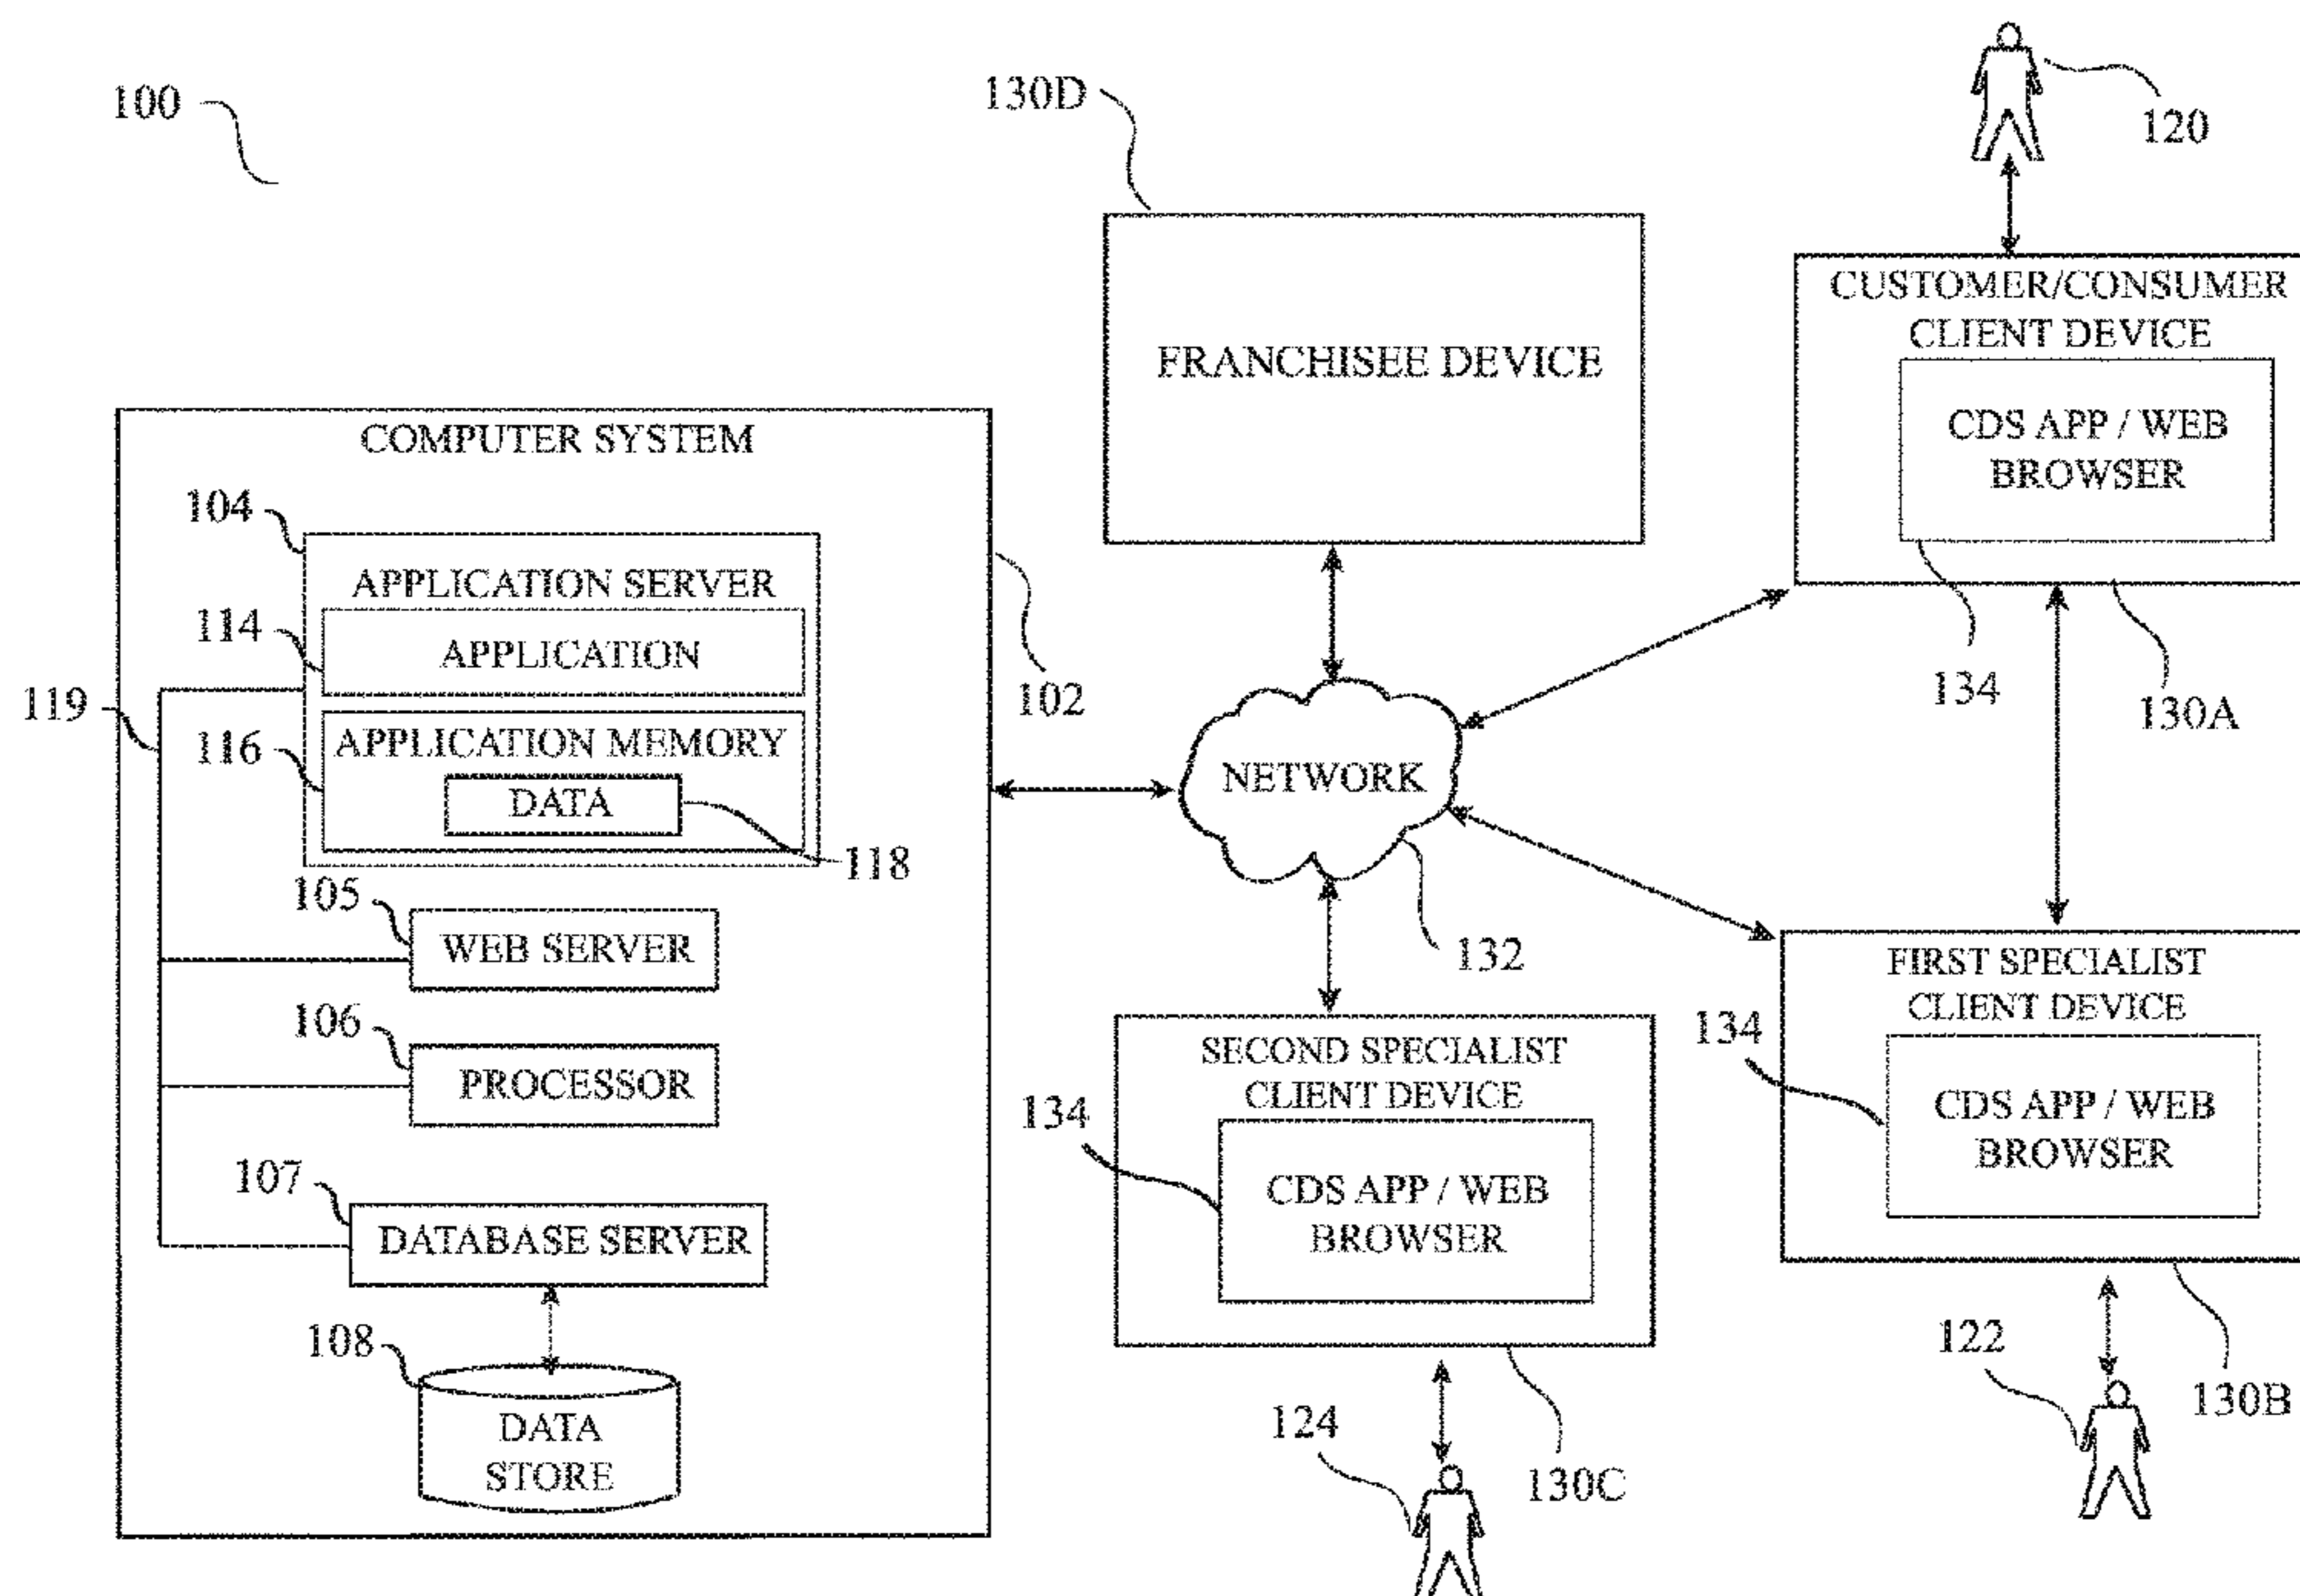 100
130D
120
FRANCHISEE DEVICE
CUSTOMER/CONSUMER
CLIENT DEVICE
CDS APP / WEB
BROWSER
134
130A
COMPUTER SYSTEM
104
APPLICATION SERVER
114
APPLICATION
102
119
116
APPLICATION MEMORY
DATA
118
NETWORK
132
105
WEB SERVER
106
PROCESSOR
107
DATABASE SERVER
108
DATA
STORE
SECOND SPECIALIST
CLIENT DEVICE
134
CDS APP / WEB
BROWSER
124
130C
FIRST SPECIALIST
CLIENT DEVICE
134
CDS APP / WEB
BROWSER
122
130B